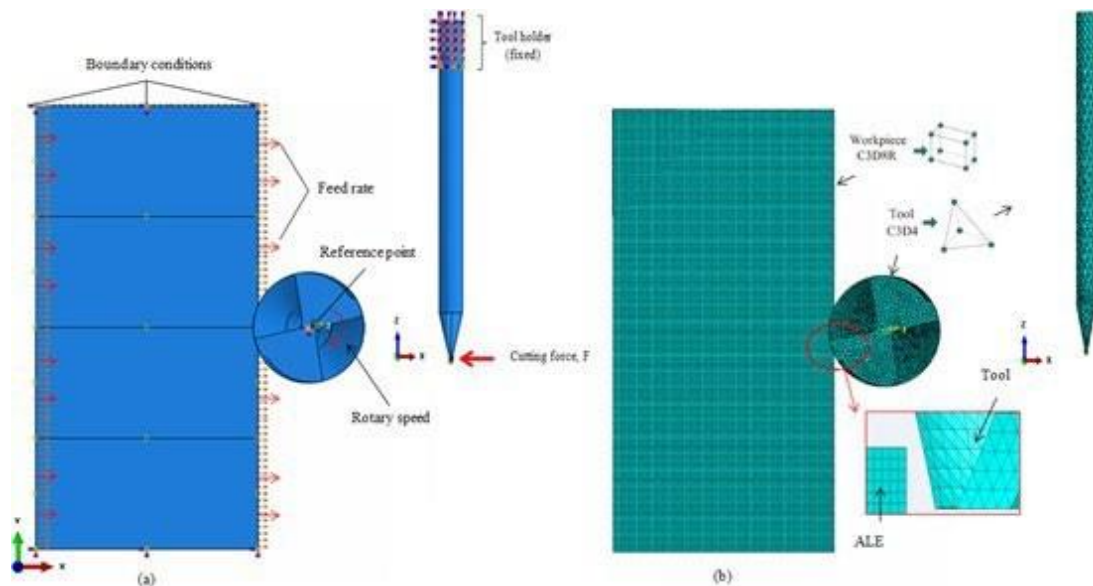 Tool holder
(fixed)
Boundary conditions
Feed rate
Reference point
Z
X
Cutting force, F
Rotary speed
Y
X
(a)
Workpiece
C3D8R
Tool
C3D4
Z
X
Tool
ALE
(b)